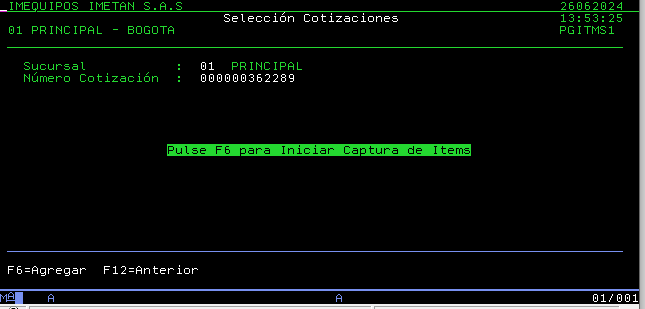 IMEQUIPOS IMETAN S.A.S 26062024
Selección Cotizaciones 13:53:25
01 PRINCIPAL - BOGOTA PGITMS1
Sucursal : 01 PRINCIPAL
Número Cotización : 000000362289
Pulse F6 para Iniciar Captura de Items
F6=Agregar F12=Anterior
MA A A 01/001